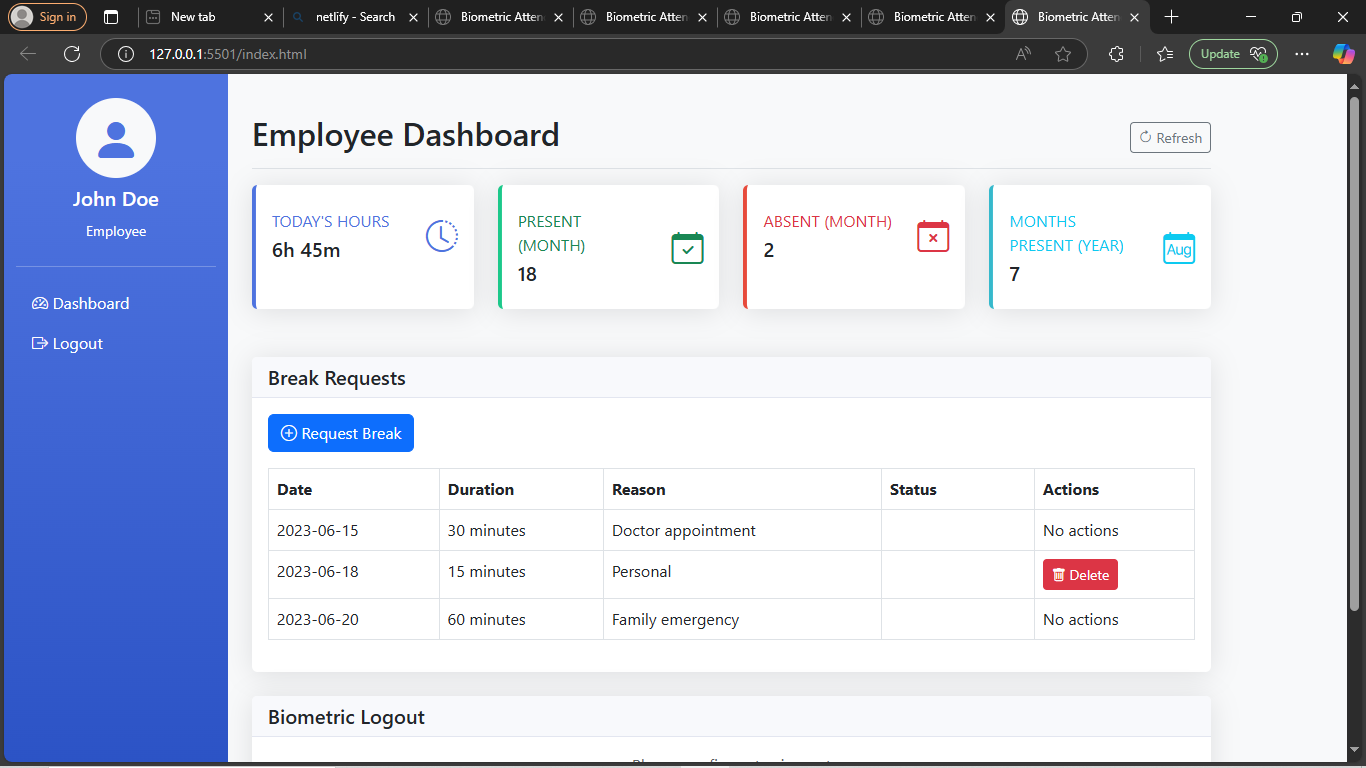 Sign in
New tab
netlify - Search
Biometric Atten
Biometric Atten
Biometric Atten
Biometric Atten
Biometric Atten
127.0.0.1:5501/index.html
Update
John Doe
Employee
Dashboard
Logout
Employee Dashboard
Refresh
TODAY'S HOURS
6h 45m
PRESENT
(MONTH)
18
ABSENT (MONTH)
2
MONTHS
PRESENT (YEAR)
7
Aug
Break Requests
Request Break
Date Duration Reason Status Actions
2023-06-15 30 minutes Doctor appointment No actions
2023-06-18 15 minutes Personal Delete
2023-06-20 60 minutes Family emergency No actions
Biometric Logout